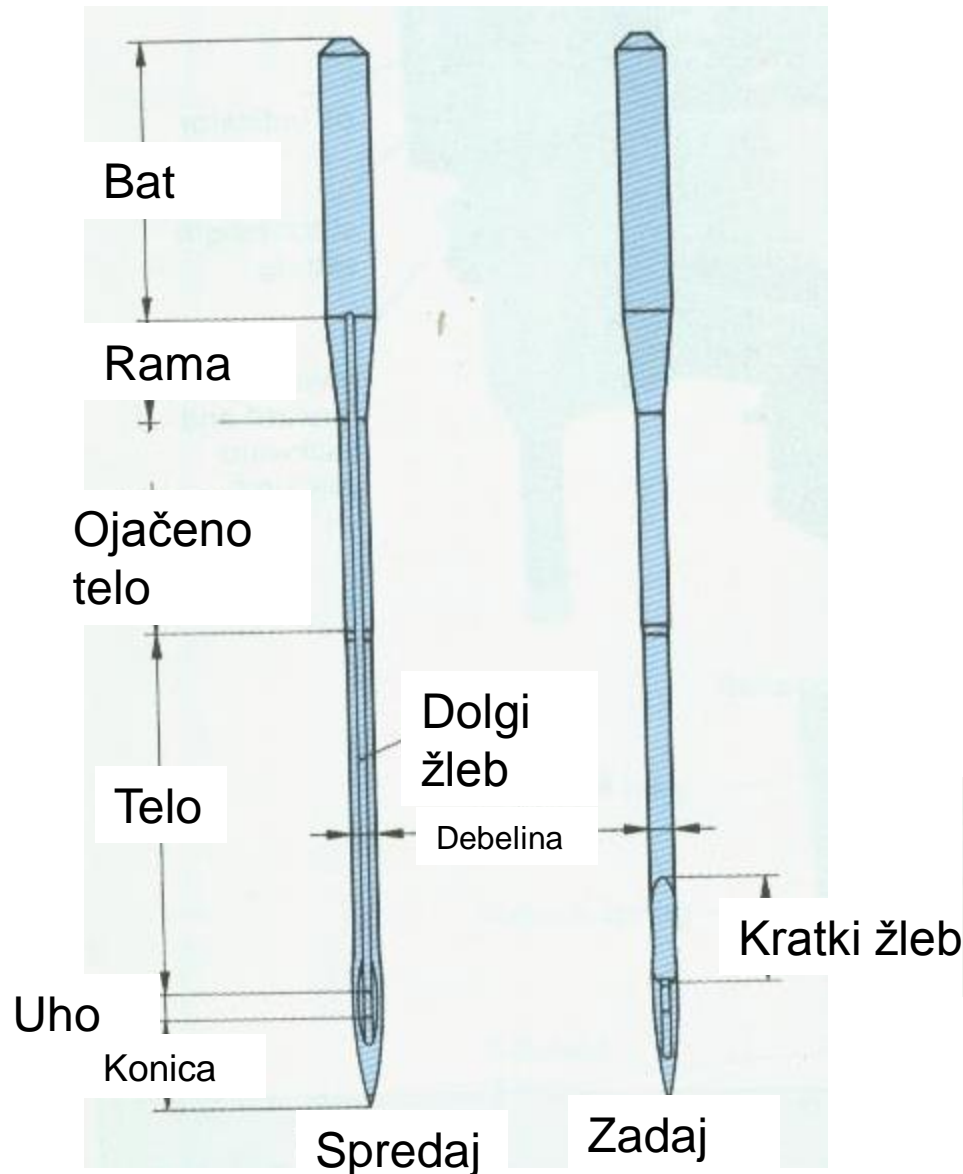 Bat
Rama
Ojačeno
telo
Dolgi
žleb
Telo
Debelina
Kratki žleb
Uho
Konica
Spredaj
Zadaj